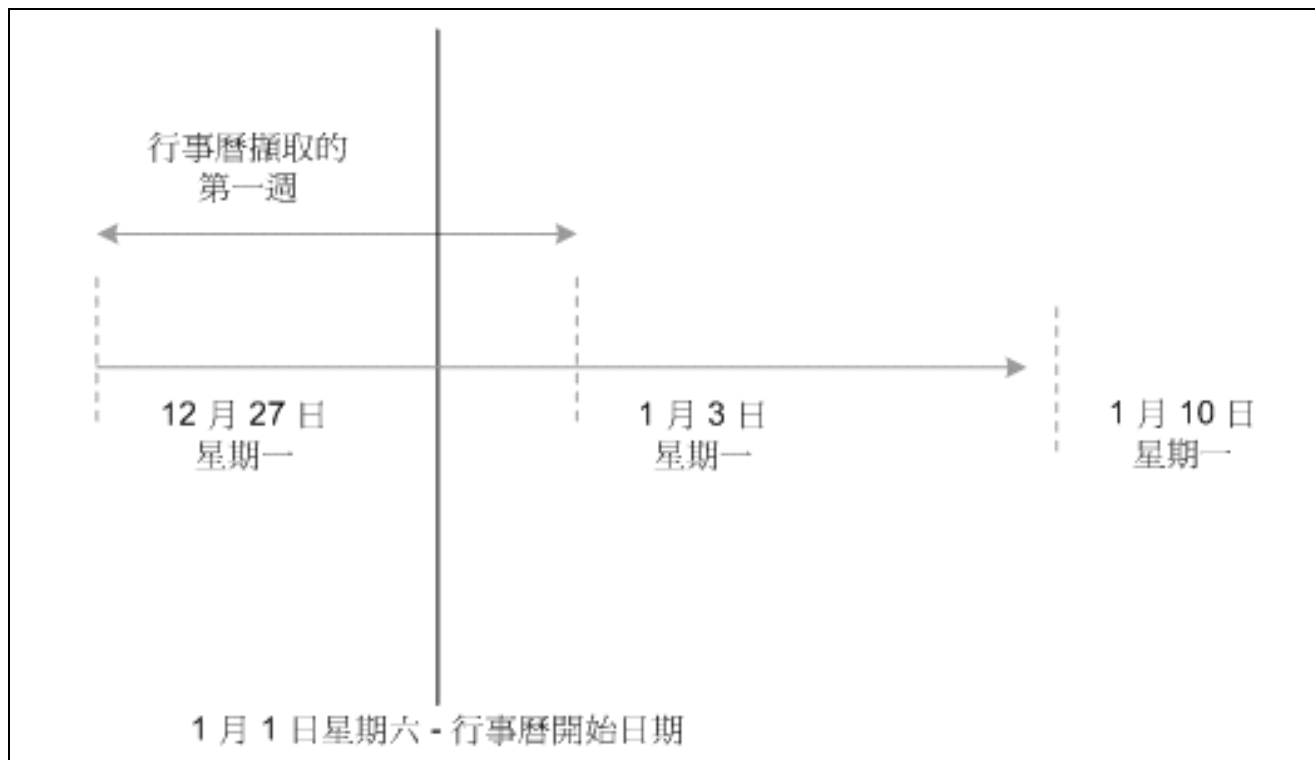 行事曆擷取的
第一週
12 月 27 日
星期一
1 月 3 日
星期一
1 月 10 日
星期一
1 月 1 日星期六 - 行事曆開始日期